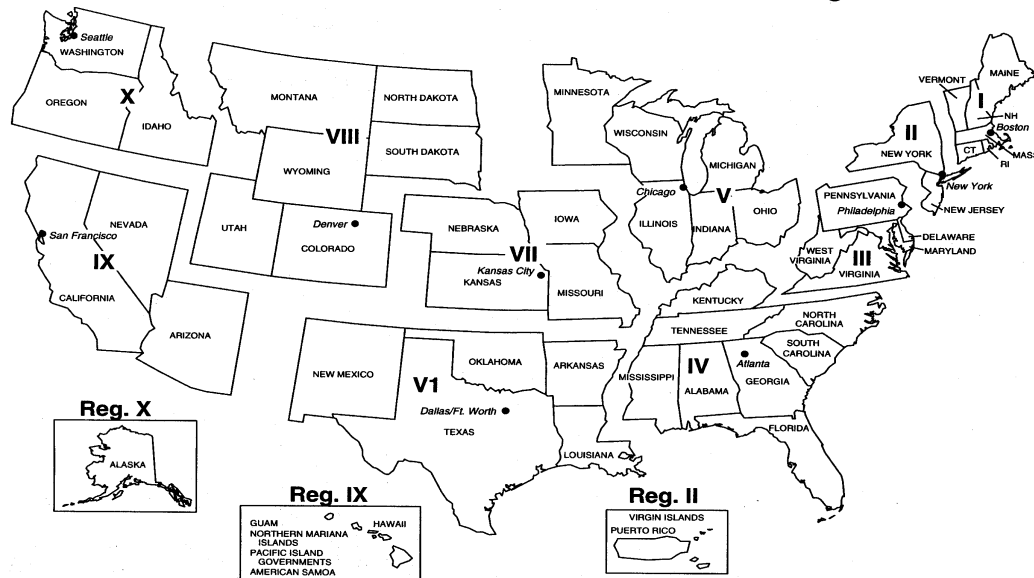 Seattle
WASHINGTON
OREGON
X
IDAHO
MONTANA
NORTH DAKOTA
VIII
SOUTH DAKOTA
WYOMING
UTAH
Denver
COLORADO
NEVADA
San Francisco
IX
CALIFORNIA
ARIZONA
NEBRASKA
IOWA
VII
Kansas City
KANSAS
MISSOURI
MINNESOTA
WISCONSIN
MICHIGAN
Chicago
V
ILLINOIS
INDIANA
OHIO
VERMONT
MAINE
I
NH
Boston
MASS
CT
RI
II
NEW YORK
New York
NEW JERSEY
PENNSYLVANIA
Philadelphia
DELAWARE
MARYLAND
WEST
VIRGINIA
III
VIRGINIA
KENTUCKY
TENNESSEE
NORTH
CAROLINA
SOUTH
CAROLINA
IV
Atlanta
MISSISSIPPI
ALABAMA
GEORGIA
FLORIDA
NEW MEXICO
OKLAHOMA
ARKANSAS
V1
Dallas/Ft. Worth
TEXAS
LOUISIANA
Reg. X
ALASKA
Reg. IX
GUAM
HAWAII
NORTHERN MARIANA
ISLANDS
PACIFIC ISLAND
GOVERNMENTS
AMERICAN SAMOA
Reg. II
VIRGIN ISLANDS
PUERTO RICO